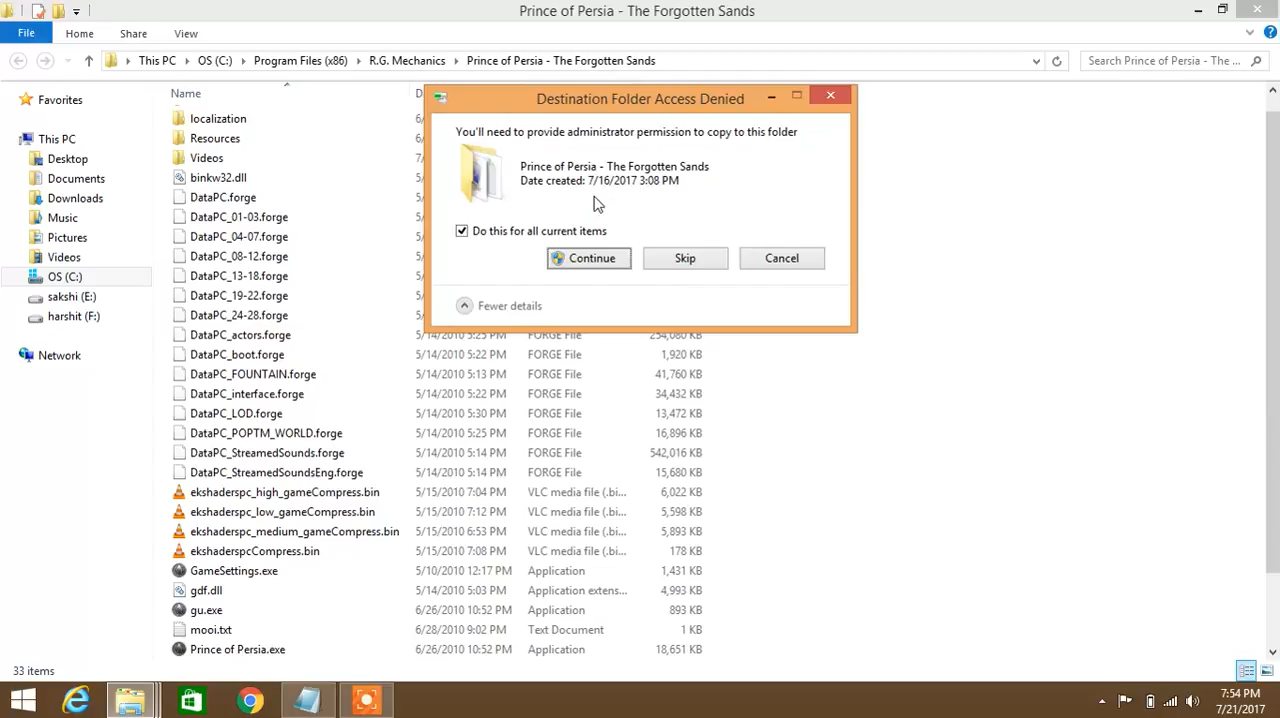 Prince of Persia - The Forgotten Sands
File Home Share View
This PC OS (C:) Program Files (x86) R.G. Mechanics Prince of Persia - The Forgotten Sands
Search Prince of Persia - The ...
Favorites
This PC
Desktop
Documents
Downloads
Music
Pictures
Videos
OS (C:)
sakshi (E:)
harshit (F:)
Network
Name
localization
Resources
Videos
binkw32.dll
DataPC.forge
DataPC_01-03.forge
DataPC_04-07.forge
DataPC_08-12.forge
DataPC_13-18.forge
DataPC_19-22.forge
DataPC_24-28.forge
Destination Folder Access Denied
You'll need to provide administrator permission to copy to this folder
Prince of Persia - The Forgotten Sands
Date created: 7/16/2017 3:08 PM
Do this for all current items
Continue Skip Cancel
Fewer details
DataPC_actors.forge 5/14/2010 5:25 PM FORGE File 254,080 KB
DataPC_boot.forge 5/14/2010 5:22 PM FORGE File 1,920 KB
DataPC_FOUNTAIN.forge 5/14/2010 5:13 PM FORGE File 41,760 KB
DataPC_interface.forge 5/14/2010 5:22 PM FORGE File 34,432 KB
DataPC_LOD.forge 5/14/2010 5:30 PM FORGE File 13,472 KB
DataPC_POPTM_WORLD.forge 5/14/2010 5:25 PM FORGE File 16,896 KB
DataPC_StreamedSounds.forge 5/14/2010 5:14 PM FORGE File 542,016 KB
DataPC_StreamedSoundsEng.forge 5/14/2010 5:14 PM FORGE File 15,680 KB
ekshaderspc_high_gameCompress.bin 5/15/2010 7:04 PM VLC media file (.bi... 6,022 KB
ekshaderspc_low_gameCompress.bin 5/15/2010 7:12 PM VLC media file (.bi... 5,598 KB
ekshaderspc_medium_gameCompress.bin 5/15/2010 6:53 PM VLC media file (.bi... 5,893 KB
ekshaderspcCompress.bin 5/15/2010 7:08 PM VLC media file (.bi... 178 KB
GameSettings.exe 5/10/2010 12:17 PM Application 1,431 KB
gdf.dll 5/14/2010 5:03 PM Application extens... 4,993 KB
gu.exe 6/26/2010 10:52 PM Application 893 KB
mooi.txt 6/28/2010 9:02 PM Text Document 1 KB
Prince of Persia.exe 6/26/2010 10:52 PM Application 18,651 KB
33 items
7:54 PM
7/21/2017